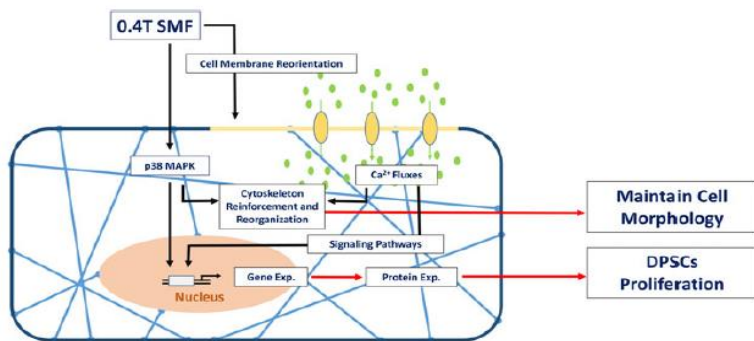 0.4T SMF
Cell Membrane Reorientation
p38 MAPK
Ca²⁺ Fluxes
Cytoskeleton
Reinforcement and
Reorganization
Maintain Cell
Morphology
Signaling Pathways
Gene Exp.
Protein Exp.
DPSCs
Proliferation
Nucleus